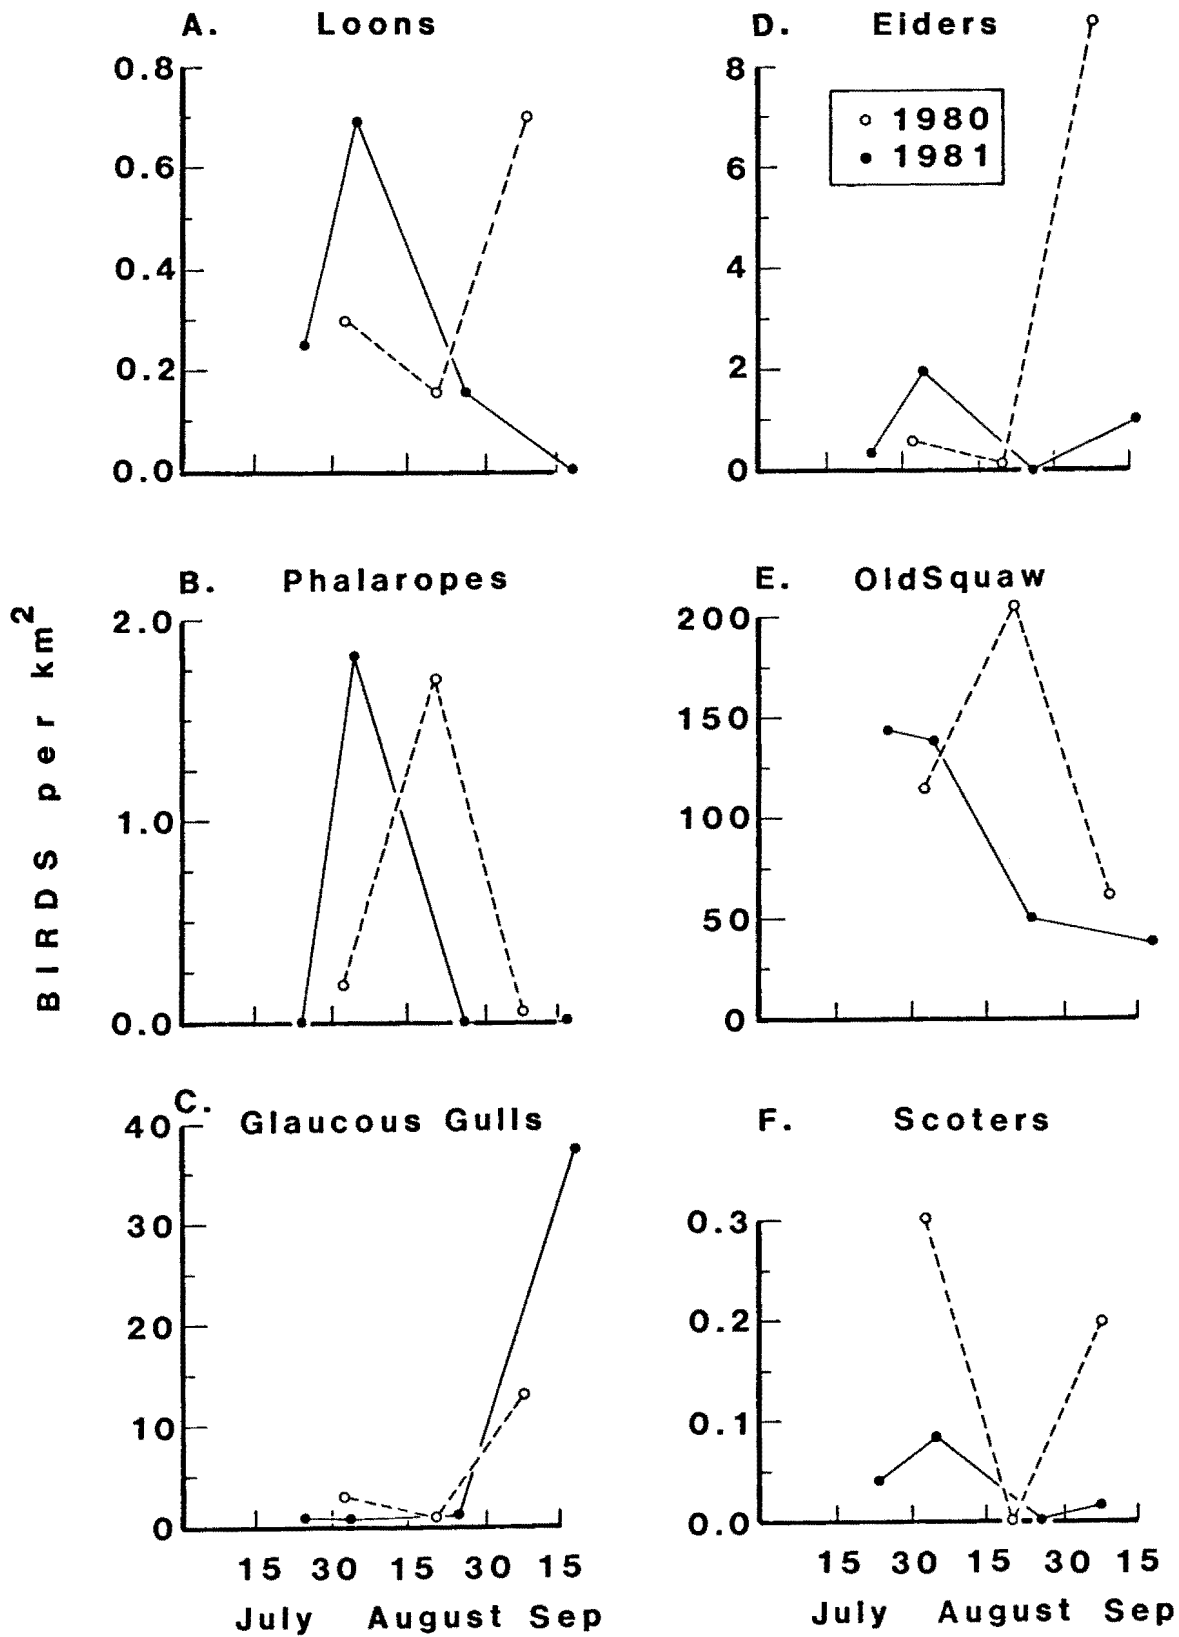 A. Loons
0.8
0.6
0.4
0.2
0.0
D. Eiders
8
6
4
2
0
1980
1981
B. Phalaropes
2.0
1.0
0.0
E. OldSquaw
200
150
100
50
0
BIRDS per km2
C. Glaucous Gulls
40
30
20
10
0
15 30 15 30 15
July August Sep
F. Scoters
0.3
0.2
0.1
0.0
15 30 15 30 15
July August Sep